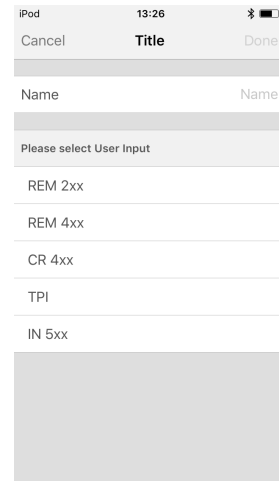 iPod 13:26
Cancel Title Done
Name Name
Please select User Input
REM 2xx
REM 4xx
CR 4xx
TPI
IN 5xx